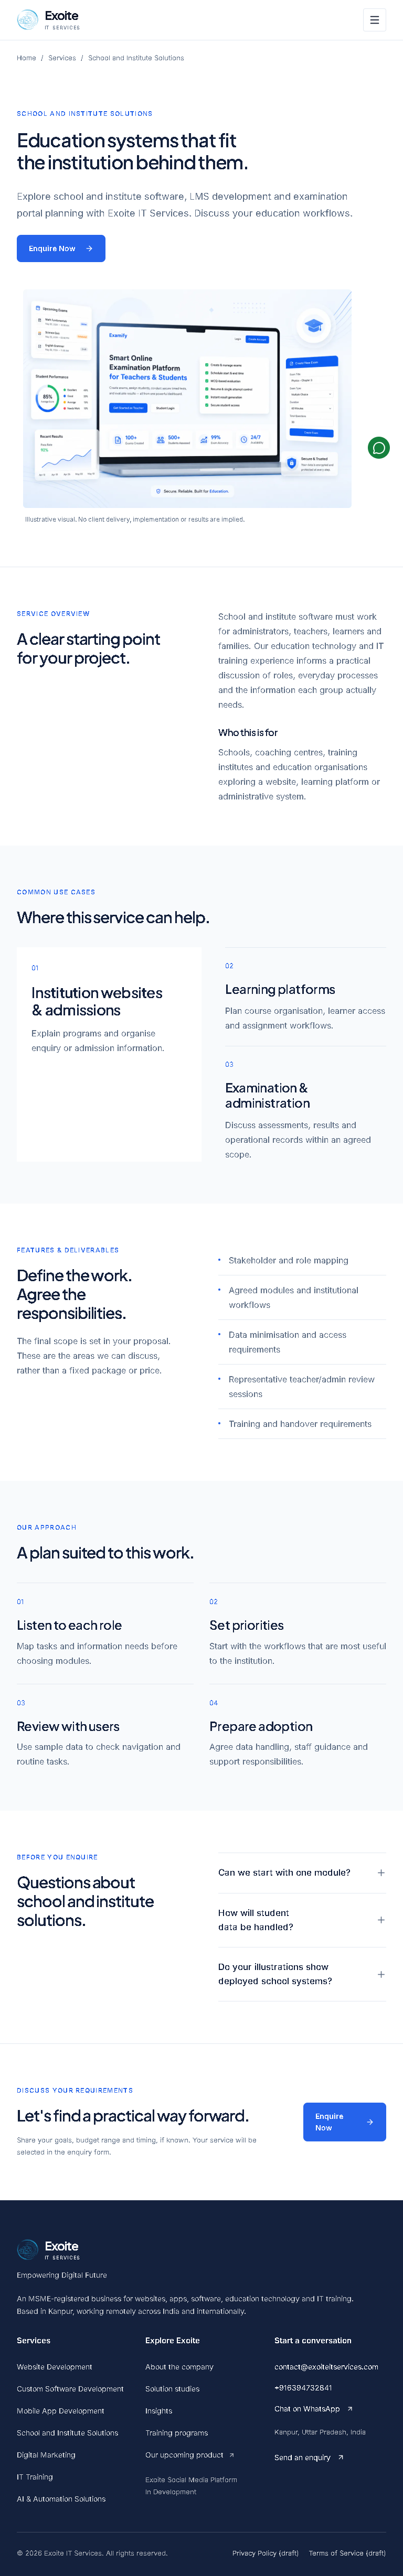 Exoite
IT SERVICES
Home / Services / School and Institute Solutions
SCHOOL AND INSTITUTE SOLUTIONS
Education systems that fit
the institution behind them.
Explore school and institute software, LMS development and examination
portal planning with Exoite IT Services. Discuss your education workflows.
Enquire Now
Upcoming Exams
Student Performance
85%
Recent Results
Examify
Smart Online
Examination Platform
for Teachers & Students
100+
500+
99%
24/7
Secure. Reliable. Built for Education.
Secure & Trusted
Illustrative visual. No client delivery, implementation or results are implied.
SERVICE OVERVIEW
A clear starting point
for your project.
School and institute software must work
for administrators, teachers, learners and
families. Our education technology and IT
training experience informs a practical
discussion of roles, everyday processes
and the information each group actually
needs.
Who this is for
Schools, coaching centres, training
institutes and education organisations
exploring a website, learning platform or
administrative system.
COMMON USE CASES
Where this service can help.
01
Institution websites
& admissions
Explain programs and organise
enquiry or admission information.
02
Learning platforms
Plan course organisation, learner access
and assignment workflows.
03
Examination &
administration
Discuss assessments, results and
operational records within an agreed
scope.
FEATURES & DELIVERABLES
Define the work.
Agree the
responsibilities.
The final scope is set in your proposal.
These are the areas we can discuss,
rather than a fixed package or price.
Stakeholder and role mapping
Agreed modules and institutional
workflows
Data minimisation and access
requirements
Representative teacher/admin review
sessions
Training and handover requirements
OUR APPROACH
A plan suited to this work.
01
Listen to each role
Map tasks and information needs before
choosing modules.
02
Set priorities
Start with the workflows that are most useful
to the institution.
03
Review with users
Use sample data to check navigation and
routine tasks.
04
Prepare adoption
Agree data handling, staff guidance and
support responsibilities.
BEFORE YOU ENQUIRE
Questions about
school and institute
solutions.
Can we start with one module?
How will student
data be handled?
Do your illustrations show
deployed school systems?
DISCUSS YOUR REQUIREMENTS
Let's find a practical way forward.
Share your goals, budget range and timing, if known. Your service will be
selected in the enquiry form.
Enquire
Now
Exoite
IT SERVICES
Empowering Digital Future
An MSME-registered business for websites, apps, software, education technology and IT training.
Based in Kanpur, working remotely across India and internationally.
Services
Website Development
Custom Software Development
Mobile App Development
School and Institute Solutions
Digital Marketing
IT Training
AI & Automation Solutions
Explore Exoite
About the company
Solution studies
Insights
Training programs
Our upcoming product
Exoite Social Media Platform
In Development
Start a conversation
contact@exoiteitservices.com
+916394732841
Chat on WhatsApp
Kanpur, Uttar Pradesh, India
Send an enquiry
© 2026 Exoite IT Services. All rights reserved.
Privacy Policy (draft) Terms of Service (draft)